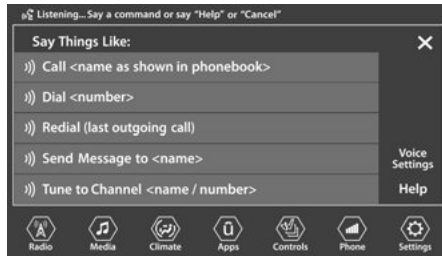 Listening... Say a command or say "Help" or "Cancel"
Say Things Like:
Call <name as shown in phonebook>
Dial <number>
Redial (last outgoing call)
Send Message to <name>
Tune to Channel <name / number>
Voice
Settings
Help
Radio Media Climate Apps Controls Phone Settings